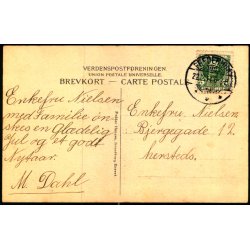 VERDENSPOSTFORENINGEN
UNION POSTALE UNIVERSELLE.
BREVKORT – CARTE POSTALE
Enkefru Nielsen
med Familie ön-
skes en Glædelig
Jul og et godt
Nytaar.
M. Dahl
Enkefru Nielsen
Bjergegade 12